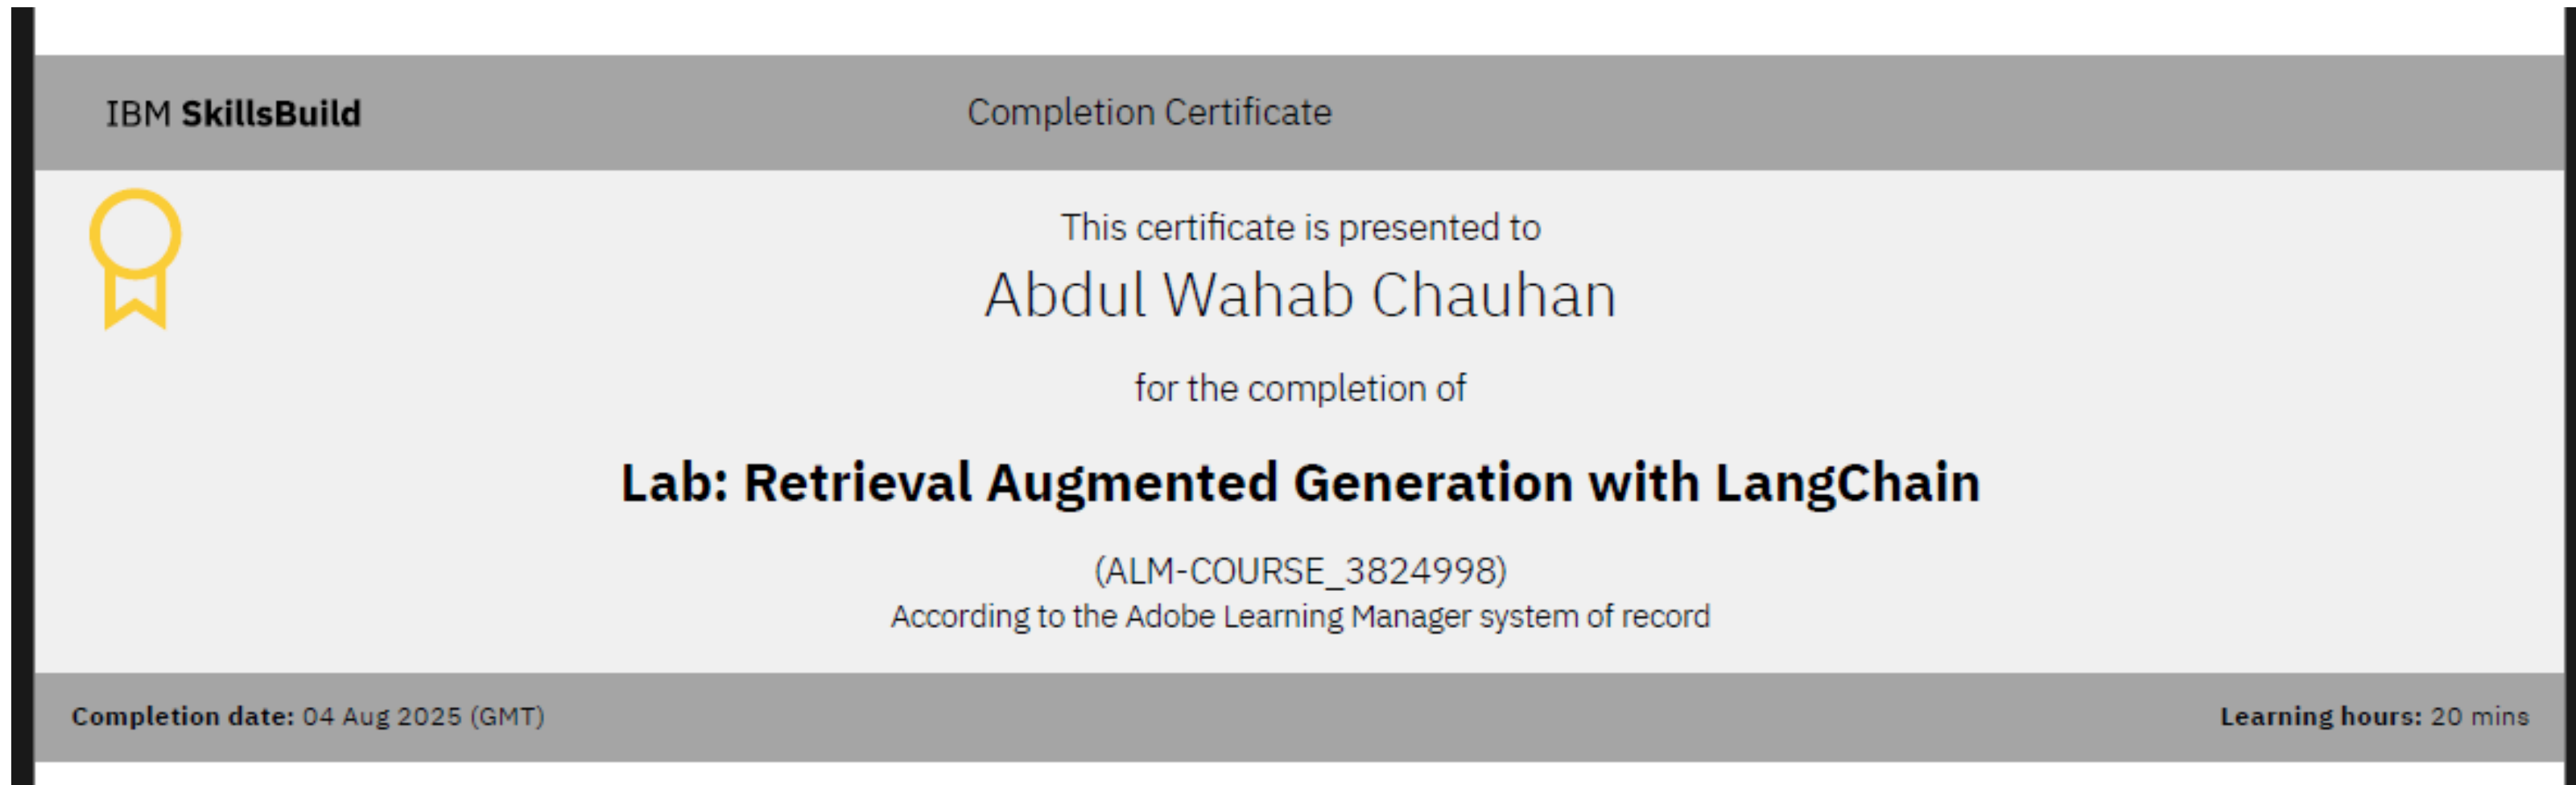 IBM SkillsBuild
Completion Certificate
This certificate is presented to
Abdul Wahab Chauhan
for the completion of
Lab: Retrieval Augmented Generation with LangChain
(ALM-COURSE_3824998)
According to the Adobe Learning Manager system of record
Completion date: 04 Aug 2025 (GMT)
Learning hours: 20 mins